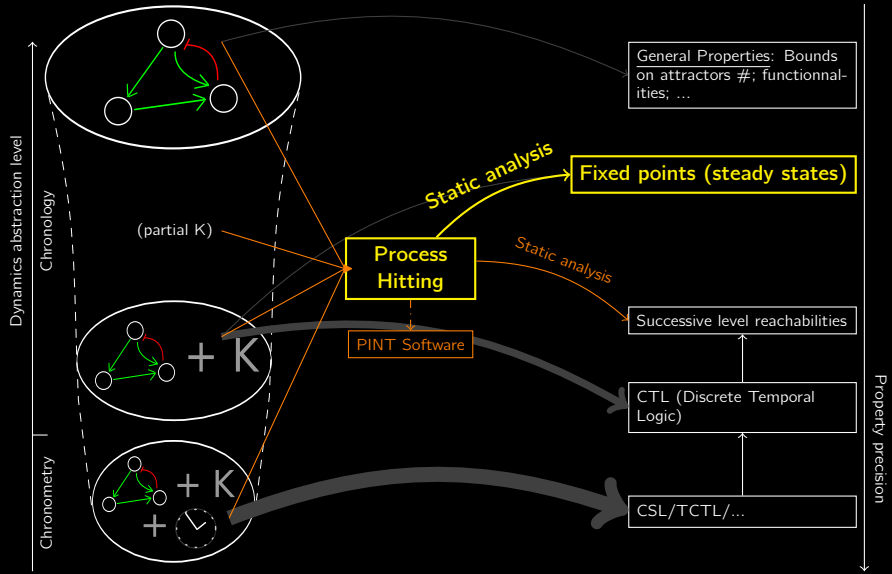 General Properties: Bounds
on attractors #; functionnal-
ities; ...
Dynamics abstraction level
Chronology
Static analysis
Fixed points (steady states)
(partial K)
Process
Hitting
Static analysis
Successive level reachabilities
PINT Software
+ K
CTL (Discrete Temporal
Logic)
Property precision
Chronometry
+ K
+
CSL/TCTL/...